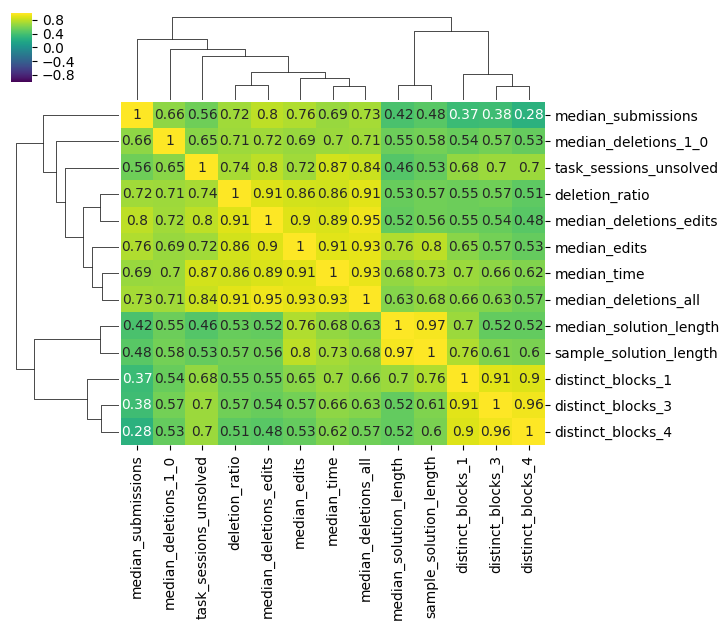 0.8
0.4
0.0
−0.4
−0.8
1 0.66 0.56 0.72 0.8 0.76 0.69 0.73 0.42 0.48 0.37 0.38 0.28 median_submissions
0.66 1 0.65 0.71 0.72 0.69 0.7 0.71 0.55 0.58 0.54 0.57 0.53 median_deletions_1_0
0.56 0.65 1 0.74 0.8 0.72 0.87 0.84 0.46 0.53 0.68 0.7 0.7 task_sessions_unsolved
0.72 0.71 0.74 1 0.91 0.86 0.86 0.91 0.53 0.57 0.55 0.57 0.51 deletion_ratio
0.8 0.72 0.8 0.91 1 0.9 0.89 0.95 0.52 0.56 0.55 0.54 0.48 median_deletions_edits
0.76 0.69 0.72 0.86 0.9 1 0.91 0.93 0.76 0.8 0.65 0.57 0.53 median_edits
0.69 0.7 0.87 0.86 0.89 0.91 1 0.93 0.68 0.73 0.7 0.66 0.62 median_time
0.73 0.71 0.84 0.91 0.95 0.93 0.93 1 0.63 0.68 0.66 0.63 0.57 median_deletions_all
0.42 0.55 0.46 0.53 0.52 0.76 0.68 0.63 1 0.97 0.7 0.52 0.52 median_solution_length
0.48 0.58 0.53 0.57 0.56 0.8 0.73 0.68 0.97 1 0.76 0.61 0.6 sample_solution_length
0.37 0.54 0.68 0.55 0.55 0.65 0.7 0.66 0.7 0.76 1 0.91 0.9 distinct_blocks_1
0.38 0.57 0.7 0.57 0.54 0.57 0.66 0.63 0.52 0.61 0.91 1 0.96 distinct_blocks_3
0.28 0.53 0.7 0.51 0.48 0.53 0.62 0.57 0.52 0.6 0.9 0.96 1 distinct_blocks_4
median_submissions
median_deletions_1_0
task_sessions_unsolved
deletion_ratio
median_deletions_edits
median_edits
median_time
median_deletions_all
median_solution_length
sample_solution_length
distinct_blocks_1
distinct_blocks_3
distinct_blocks_4